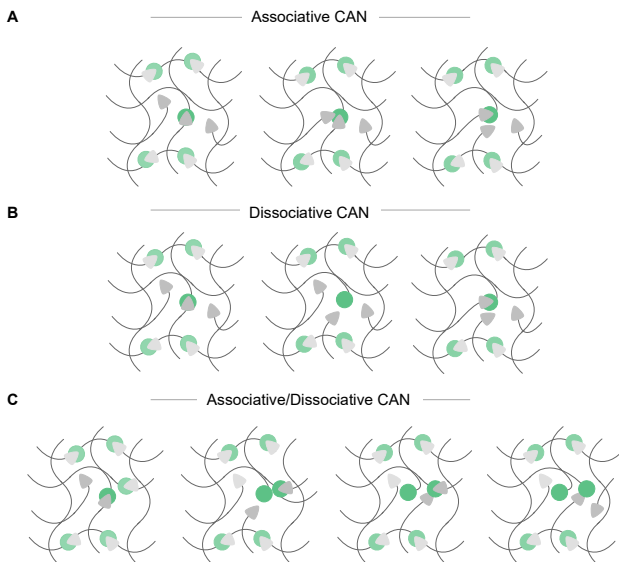 A
Associative CAN
B
Dissociative CAN
C
Associative/Dissociative CAN